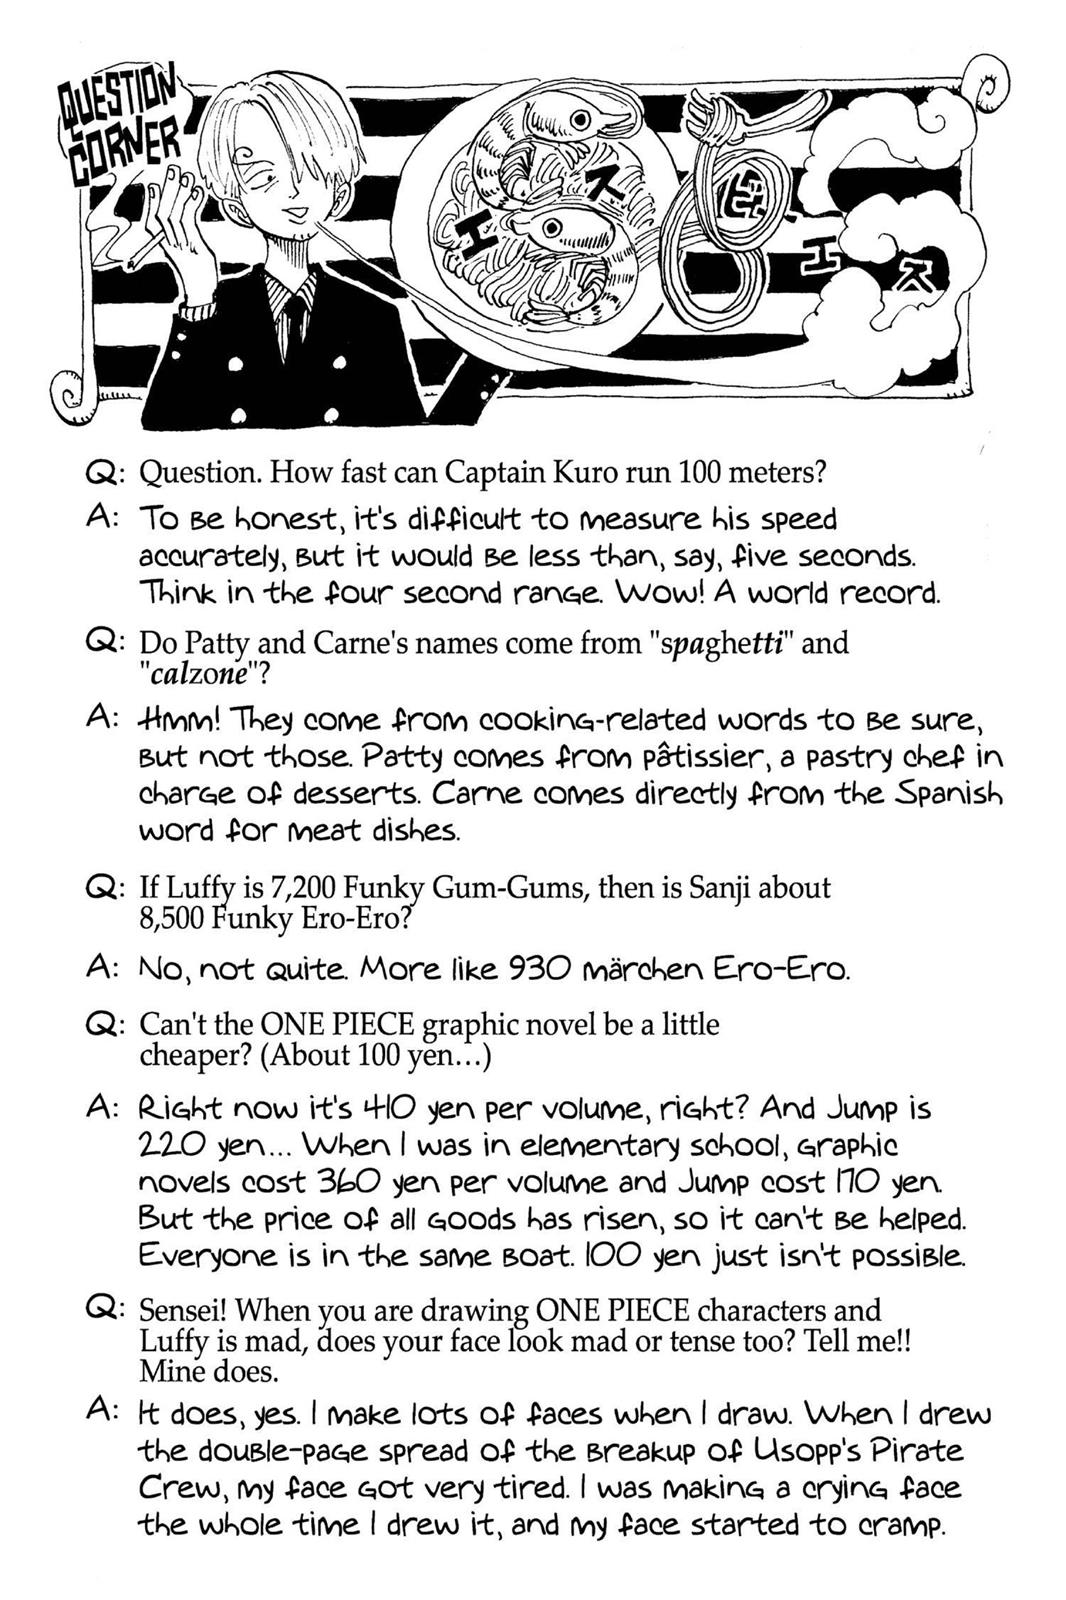 QUESTION
CORNER
エ
ス
ビ
エ
ス
Q: Question. How fast can Captain Kuro run 100 meters?
A: To be honest, it's difficult to measure his speed
accurately, but it would be less than, say, five seconds.
Think in the four second range. Wow! A world record.
Q: Do Patty and Carne's names come from "spaghetti" and
"calzone"?
A: Hmm! They come from cooking-related words to be sure,
but not those. Patty comes from pâtissier, a pastry chef in
charge of desserts. Carne comes directly from the Spanish
word for meat dishes.
Q: If Luffy is 7,200 Funky Gum-Gums, then is Sanji about
8,500 Funky Ero-Ero?
A: No, not quite. More like 930 märchen Ero-Ero.
Q: Can't the ONE PIECE graphic novel be a little
cheaper? (About 100 yen...)
A: Right now it's 410 yen per volume, right? And Jump is
220 yen... When I was in elementary school, graphic
novels cost 360 yen per volume and Jump cost 170 yen.
But the price of all goods has risen, so it can't be helped.
Everyone is in the same boat. 100 yen just isn't possible.
Q: Sensei! When you are drawing ONE PIECE characters and
Luffy is mad, does your face look mad or tense too? Tell me!!
Mine does.
A: It does, yes. I make lots of faces when I draw. When I drew
the double-page spread of the breakup of Usopp's Pirate
Crew, my face got very tired. I was making a crying face
the whole time I drew it, and my face started to cramp.